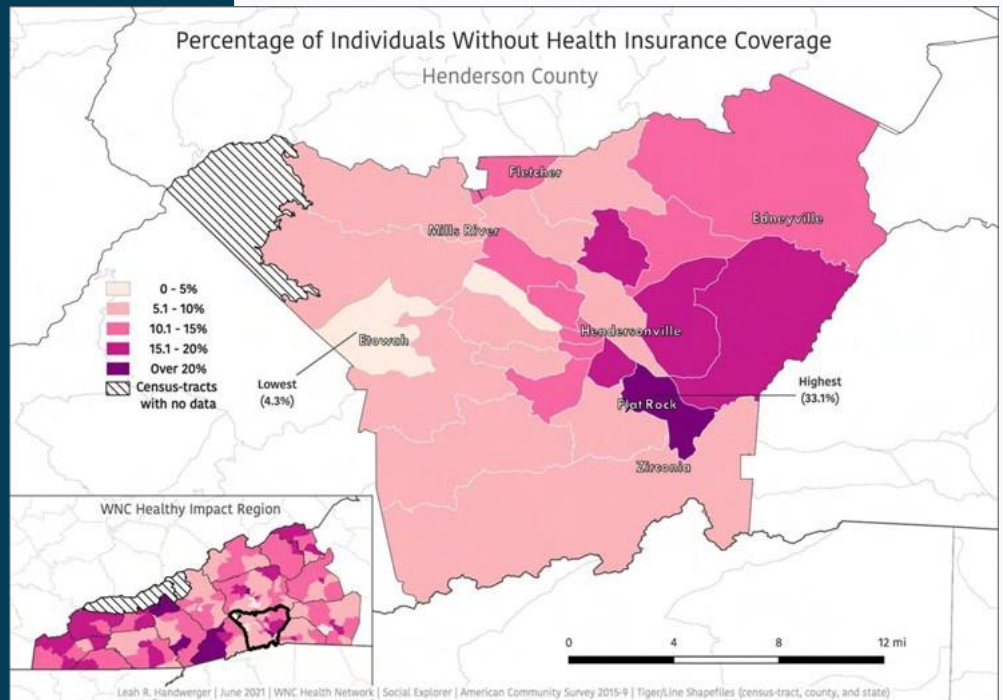 Percentage of Individuals Without Health Insurance Coverage
Henderson County
Fletcher
Edneyville
Mills River
0 - 5%
5.1 - 10%
10.1 - 15%
15.1 - 20%
Over 20%
Census-tracts
with no data
Hendersonville
Etowah
Lowest
(4.3%)
Highest
(33.1%)
Flat Rock
Zirconia
WNC Healthy Impact Region
0 4 8 12 mi
Leah R. Handwerger | June 2021 | WNC Health Network | Social Explorer | American Community Survey 2015-9 | Tiger/Line Shapefiles (census-tract, county, and state)